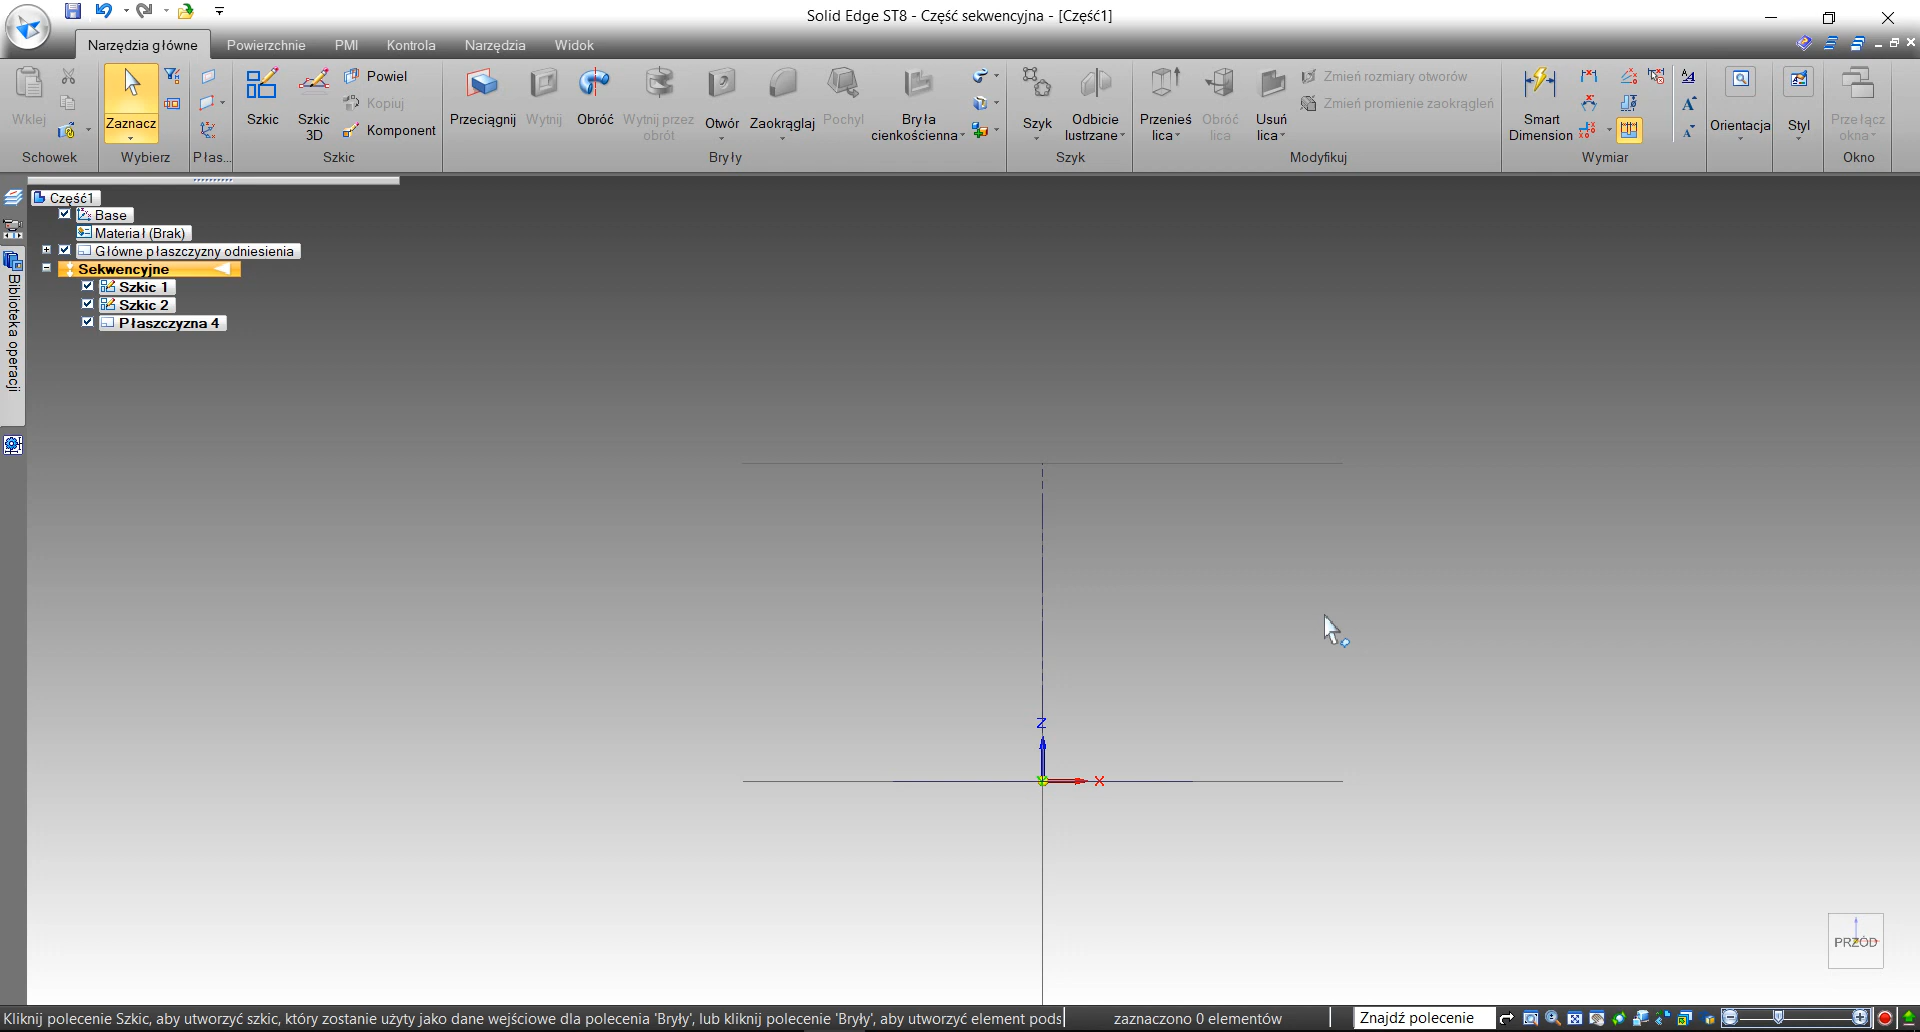 Solid Edge ST8 - Część sekwencyjna - [Część1]
Narzędzia główne Powierzchnie PMI Kontrola Narzędzia Widok
Wklej
Schowek
Zaznacz
Wybierz
Płas...
Szkic
Szkic 3D
Powiel
Kopiuj
Komponent
Szkic
Przeciągnij
Wytnij
Obróć
Wytnij przez obrót
Otwór
Zaokrąglaj
Pochyl
Bryła cienkościenna
Bryły
Szyk
Odbicie lustrzane
Szyk
Przenieś lica
Obróć lica
Usuń lica
Zmień rozmiary otworów
Zmień promienie zaokrągleń
Modyfikuj
Smart Dimension
Wymiar
Orientacja
Styl
Przełącz okna
Okno
Część1
Base
Materiał (Brak)
Główne płaszczyzny odniesienia
Sekwencyjne
Szkic 1
Szkic 2
Płaszczyzna 4
Biblioteka operacji
Z
X
PRZÓD
Kliknij polecenie Szkic, aby utworzyć szkic, który zostanie użyty jako dane wejściowe dla polecenia 'Bryły', lub kliknij polecenie 'Bryły', aby utworzyć element pods
zaznaczono 0 elementów
Znajdź polecenie